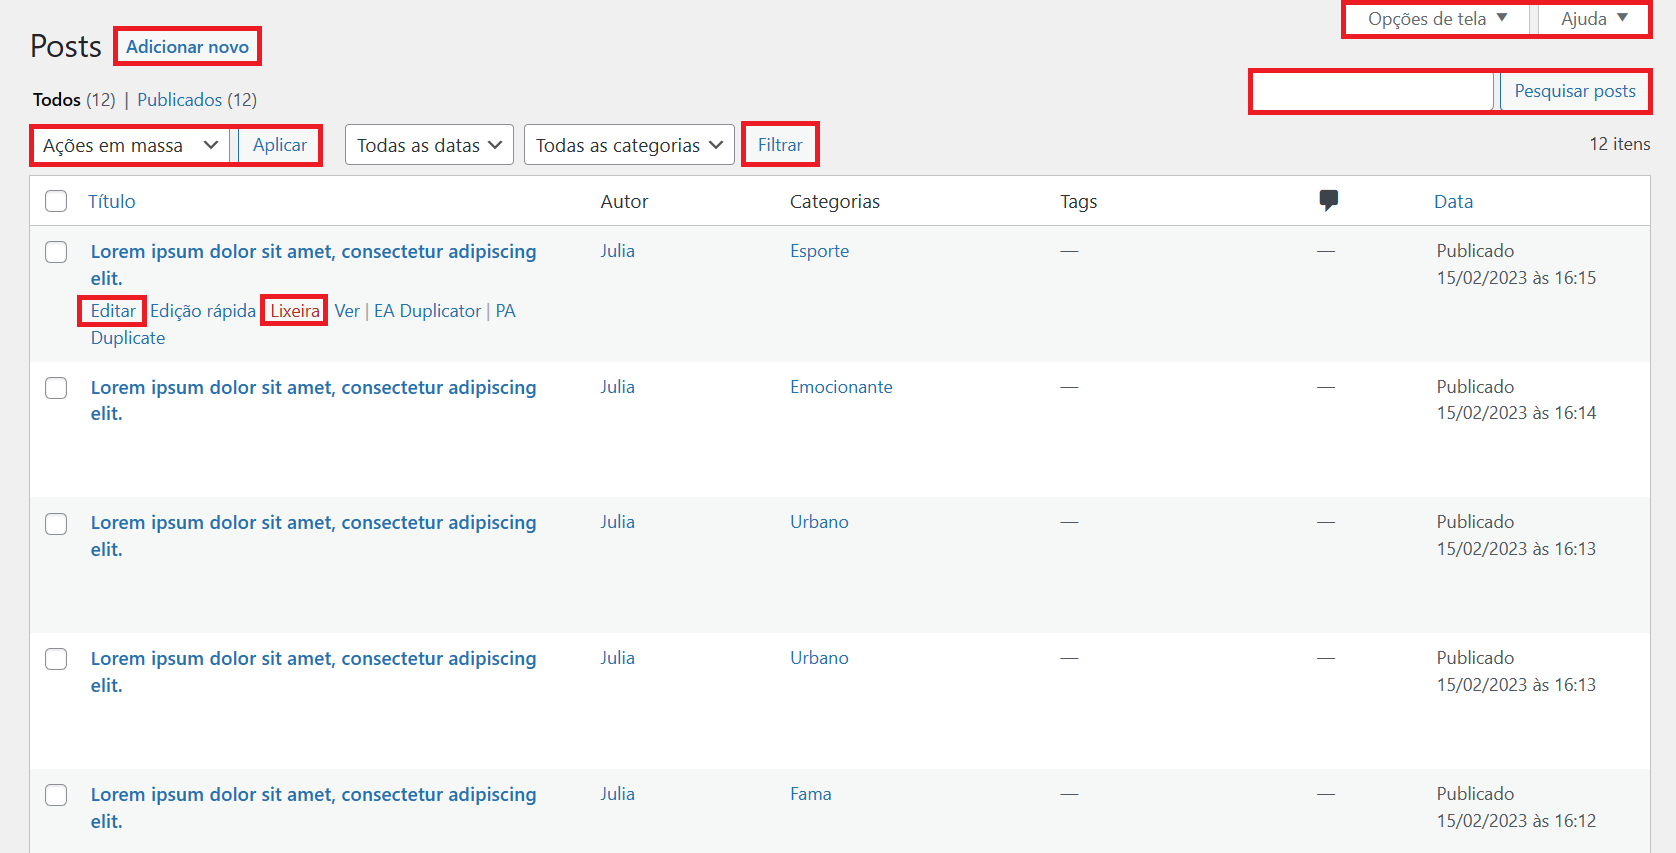 Opções de tela ▼ Ajuda ▼
Posts Adicionar novo
Pesquisar posts
Todos (12) | Publicados (12)
Ações em massa Aplicar Todas as datas Todas as categorias Filtrar 12 itens
Título Autor Categorias Tags Data
Lorem ipsum dolor sit amet, consectetur adipiscing Julia Esporte — — Publicado
elit. 15/02/2023 às 16:15
Editar Edição rápida Lixeira Ver | EA Duplicator | PA
Duplicate
Lorem ipsum dolor sit amet, consectetur adipiscing Julia Emocionante — — Publicado
elit. 15/02/2023 às 16:14
Lorem ipsum dolor sit amet, consectetur adipiscing Julia Urbano — — Publicado
elit. 15/02/2023 às 16:13
Lorem ipsum dolor sit amet, consectetur adipiscing Julia Urbano — — Publicado
elit. 15/02/2023 às 16:13
Lorem ipsum dolor sit amet, consectetur adipiscing Julia Fama — — Publicado
elit. 15/02/2023 às 16:12